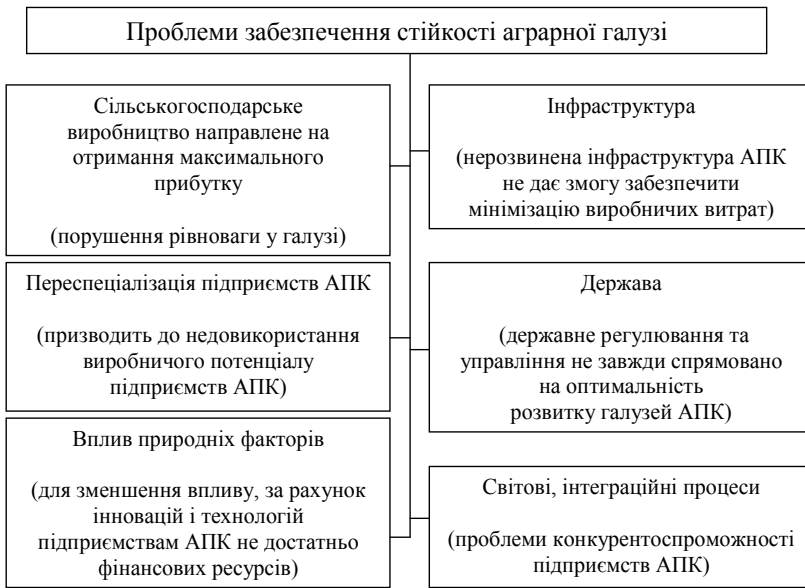 Проблеми забезпечення стійкості аграрної галузі
Сільськогосподарське
виробництво направлене на
отримання максимального
прибутку
(порушення рівноваги у галузі)
Інфраструктура
(нерозвинена інфраструктура АПК
не дає змогу забезпечити
мінімізацію виробничих витрат)
Переспеціалізація підприємств АПК
(призводить до недовикористання
виробничого потенціалу
підприємств АПК)
Держава
(державне регулювання та
управління не завжди спрямовано
на оптимальність
розвитку галузей АПК)
Вплив природніх факторів
(для зменшення впливу, за рахунок
інновацій і технологій
підприємствам АПК не достатньо
фінансових ресурсів)
Світові, інтеграційні процеси
(проблеми конкурентоспроможності
підприємств АПК)